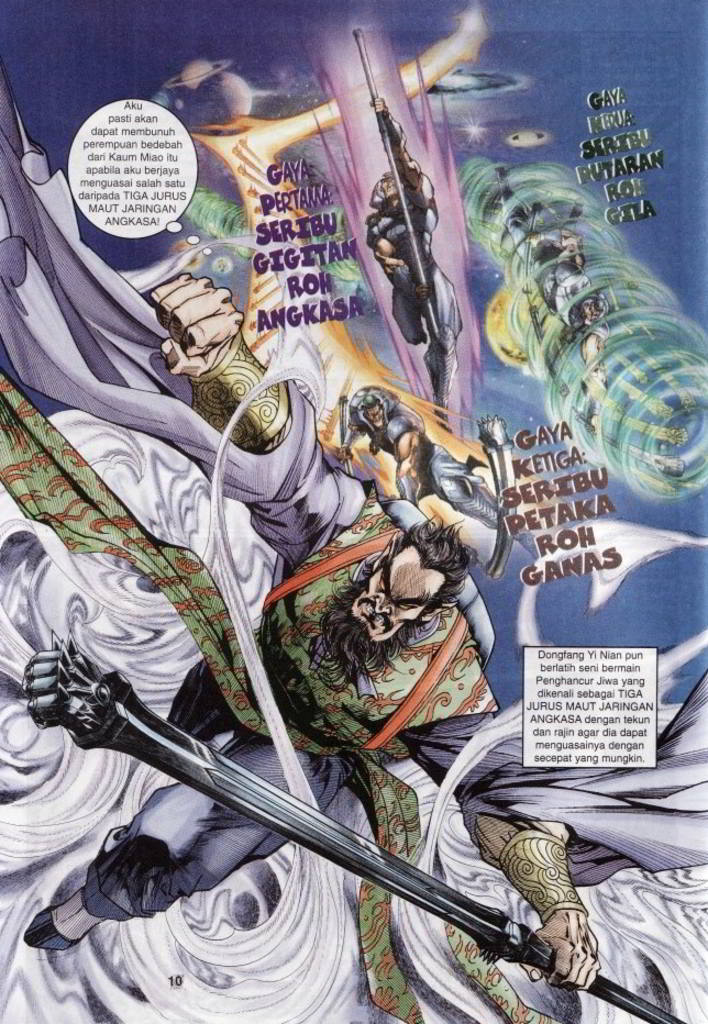 Aku
pasti akan
dapat membunuh
perempuan bedebah
dari Kaum Miao itu
apabila aku berjaya
menguasai salah satu
daripada TIGA JURUS
MAUT JARINGAN
ANGKASA!
GAYA
PERTAMA:
SERIBU
GIGITAN
ROH
ANGKASA
GAYA
KEDUA:
SERIBU
PUTARAN
ROH
GILA
GAYA
KETIGA:
SERIBU
PETAKA
ROH
GANAS
Dongfang Yi Nian pun
berlatih seni bermain
Penghancur Jiwa yang
dikenali sebagai TIGA
JURUS MAUT JARINGAN
ANGKASA dengan tekun
dan rajin agar dia dapat
menguasainya dengan
secepat yang mungkin.
10